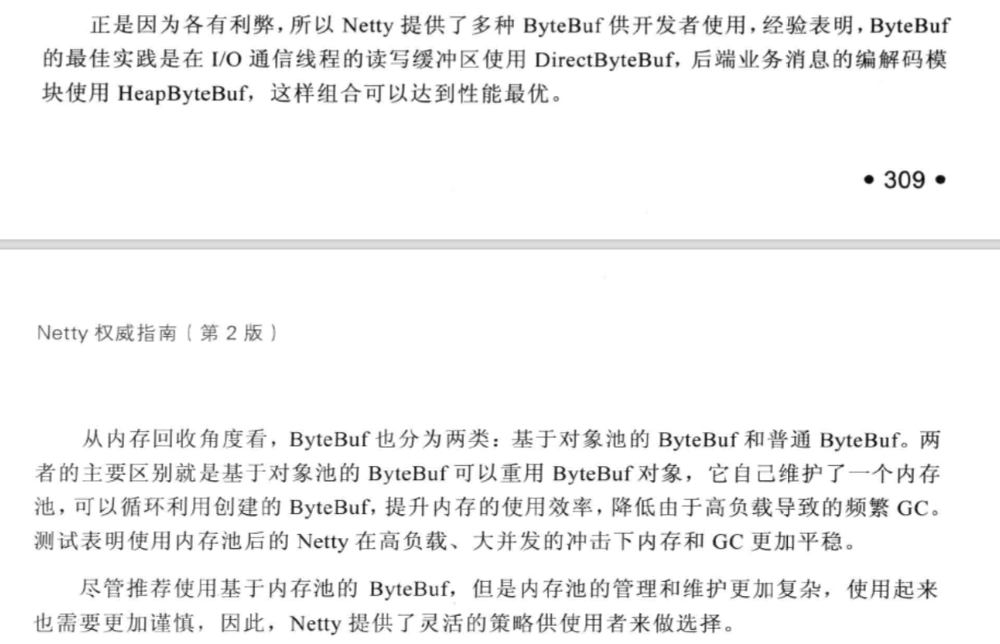 正是因为各有利弊,所以 Netty 提供了多种 ByteBuf 供开发者使用,经验表明,ByteBuf
的最佳实践是在 I/O 通信线程的读写缓冲区使用 DirectByteBuf，后端业务消息的编解码模
块使用 HeapByteBuf，这样组合可以达到性能最优。
• 309 •
Netty 权威指南（第 2 版）
从内存回收角度看，ByteBuf 也分为两类：基于对象池的 ByteBuf 和普通 ByteBuf。两
者的主要区别就是基于对象池的 ByteBuf 可以重用 ByteBuf 对象，它自己维护了一个内存
池,可以循环利用创建的 ByteBuf,提升内存的使用效率,降低由于高负载导致的频繁 GC。
测试表明使用内存池后的 Netty 在高负载、大并发的冲击下内存和 GC 更加平稳。
尽管推荐使用基于内存池的 ByteBuf，但是内存池的管理和维护更加复杂，使用起来
也需要更加谨慎，因此，Netty 提供了灵活的策略供使用者来做选择。